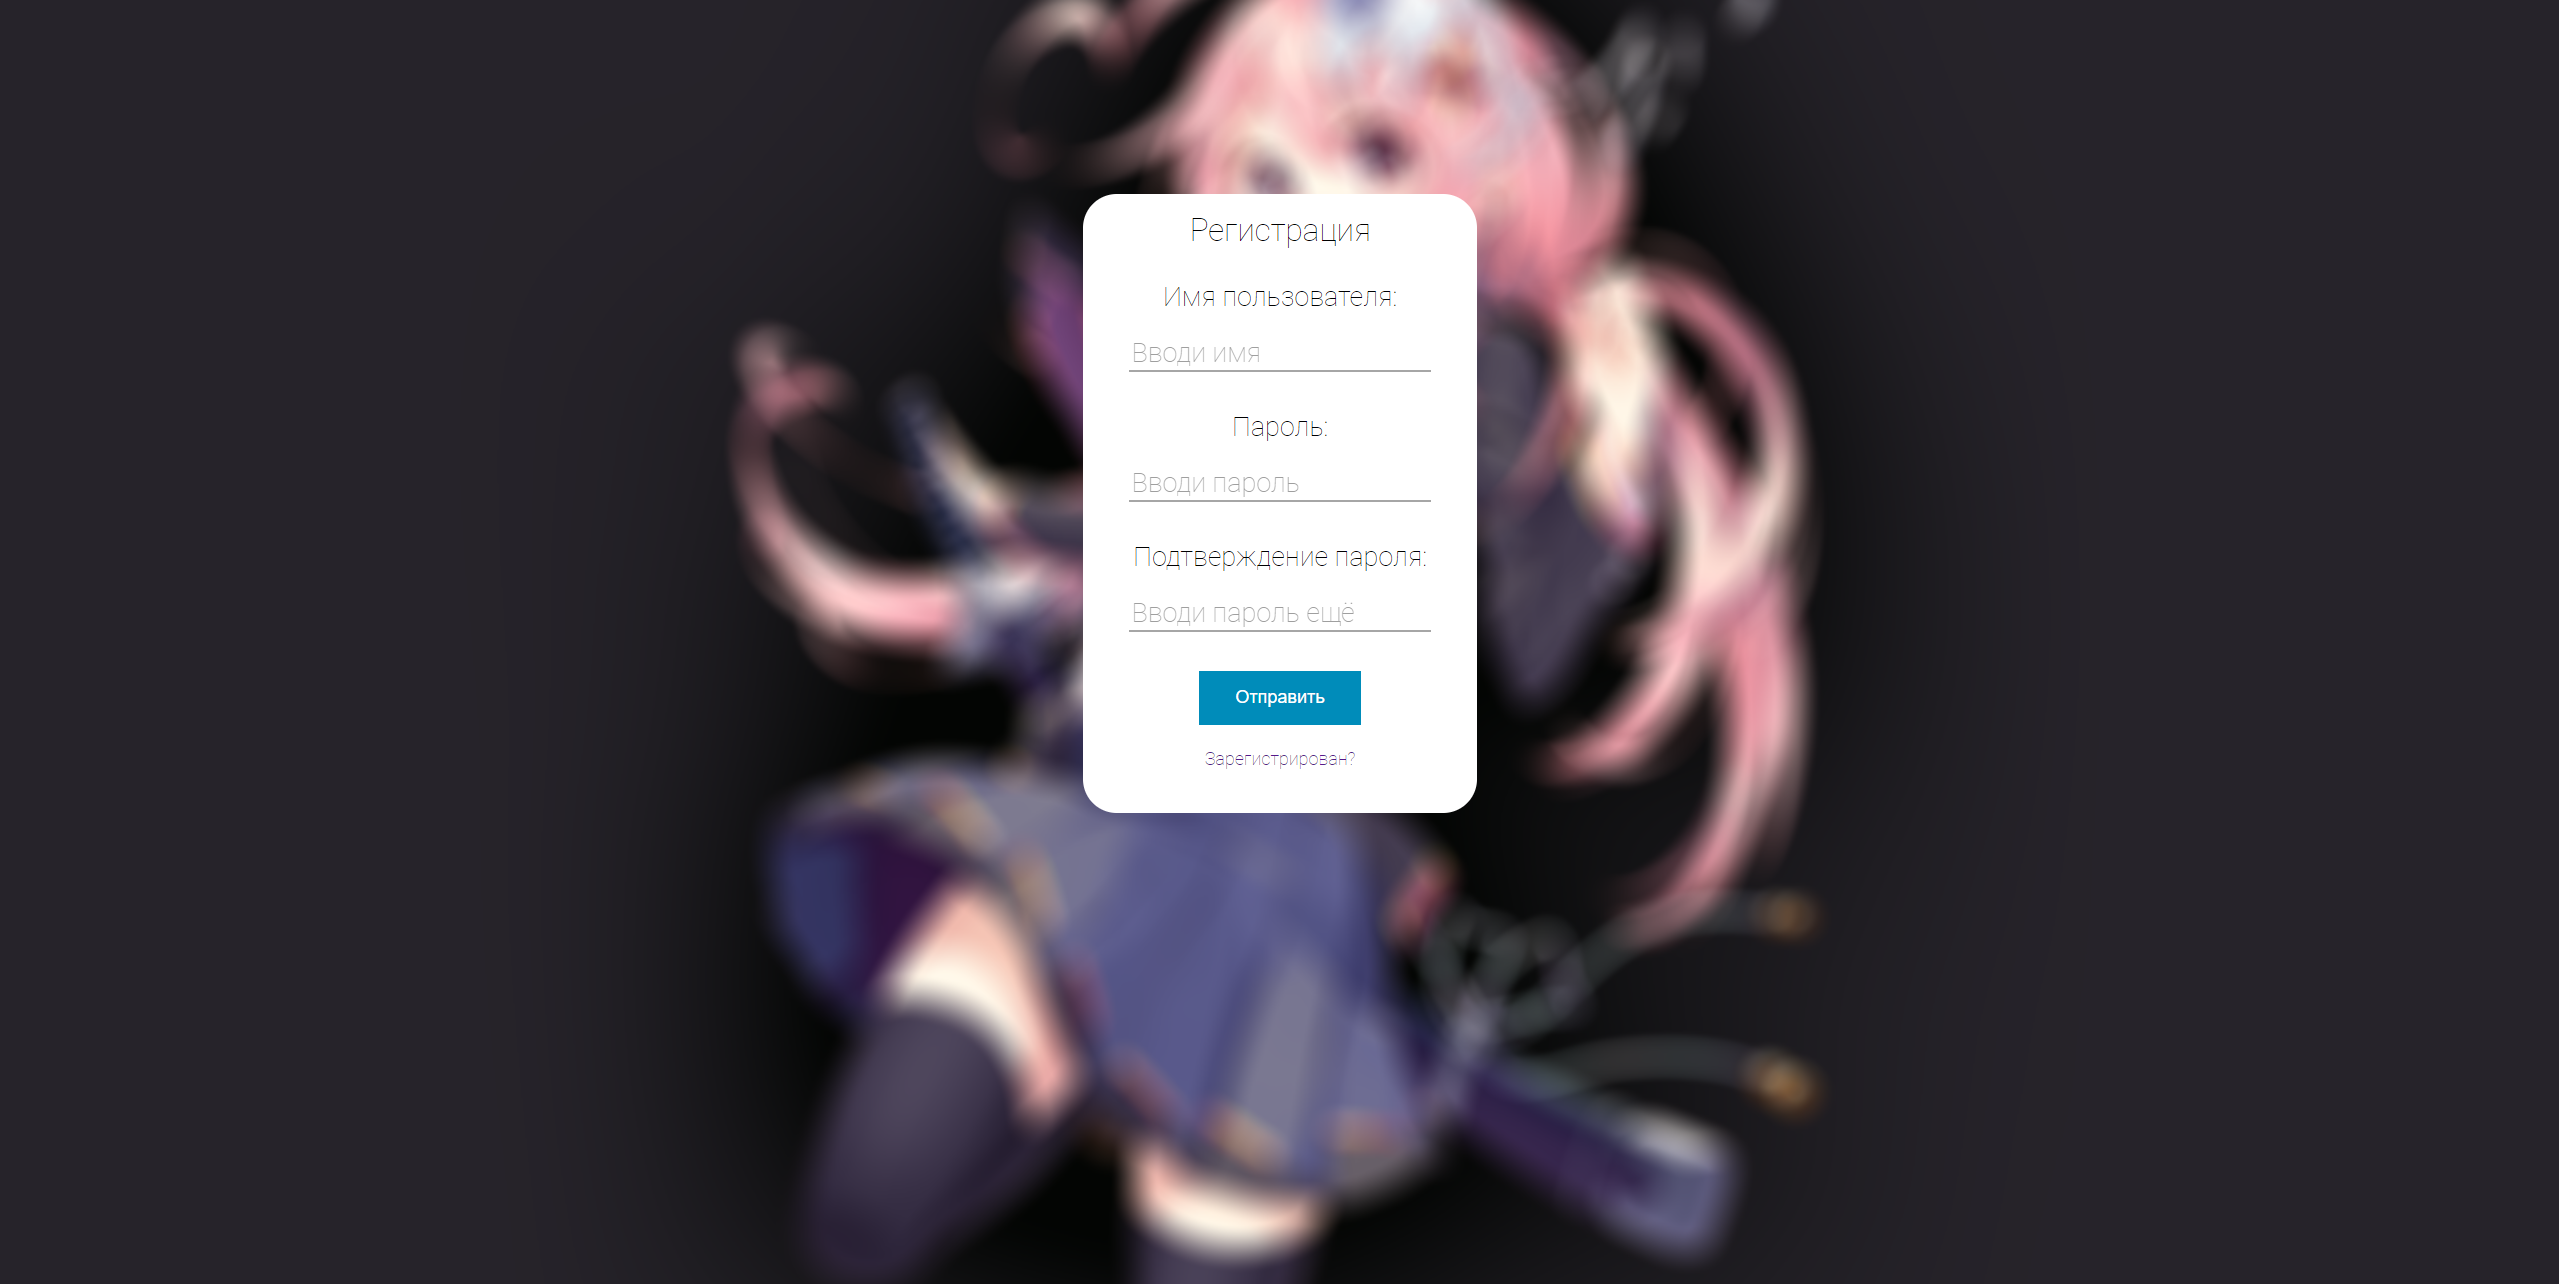 Регистрация
Имя пользователя:
Вводи имя
Пароль:
Вводи пароль
Подтверждение пароля:
Вводи пароль ещё
Отправить
Зарегистрирован?